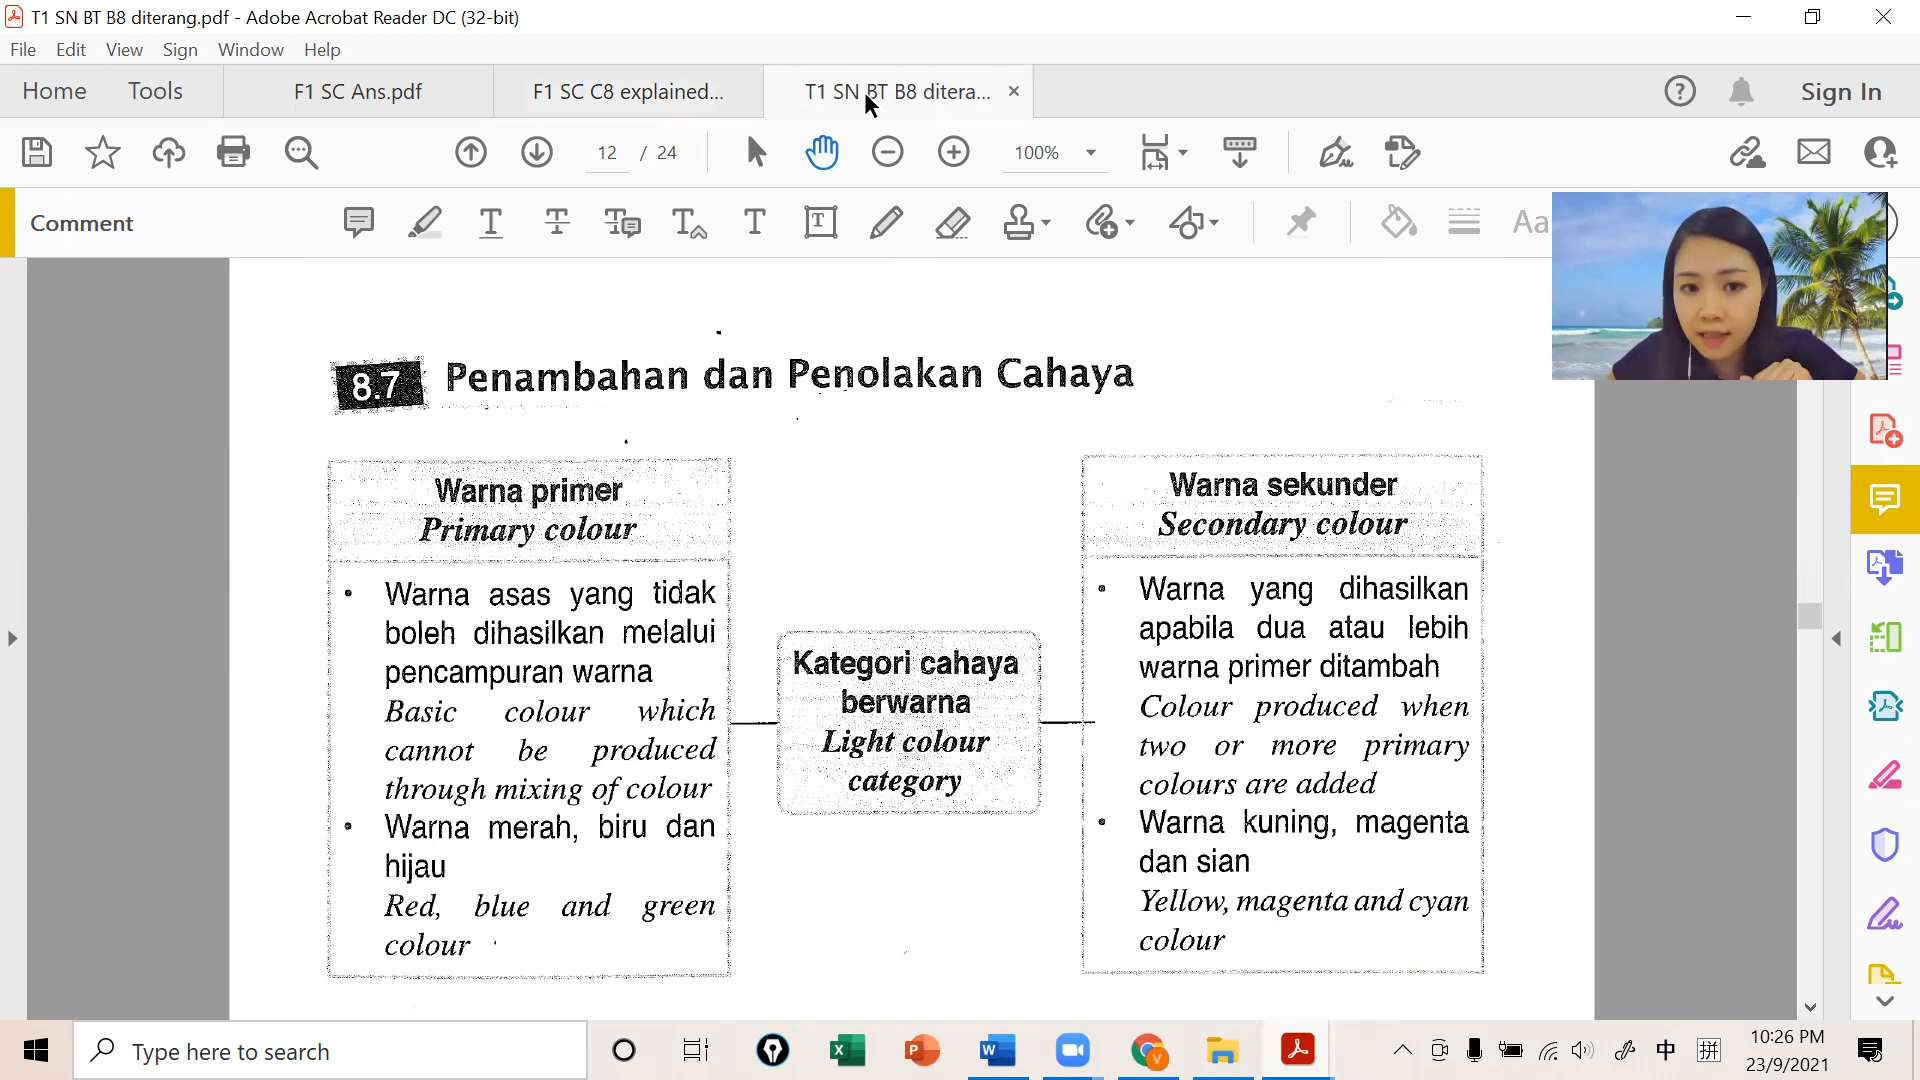 T1 SN BT B8 diterang.pdf - Adobe Acrobat Reader DC (32-bit)
File Edit View Sign Window Help
Home Tools F1 SC Ans.pdf F1 SC C8 explained... T1 SN BT B8 ditera... × Sign In
12 / 24 100%
Comment Aa
8.7 Penambahan dan Penolakan Cahaya
Warna primer
Primary colour
• Warna asas yang tidak
boleh dihasilkan melalui
pencampuran warna
Basic colour which
cannot be produced
through mixing of colour
• Warna merah, biru dan
hijau
Red, blue and green
colour
Kategori cahaya
berwarna
Light colour
category
Warna sekunder
Secondary colour
• Warna yang dihasilkan
apabila dua atau lebih
warna primer ditambah
Colour produced when
two or more primary
colours are added
• Warna kuning, magenta
dan sian
Yellow, magenta and cyan
colour
Type here to search
中 拼
10:26 PM
23/9/2021